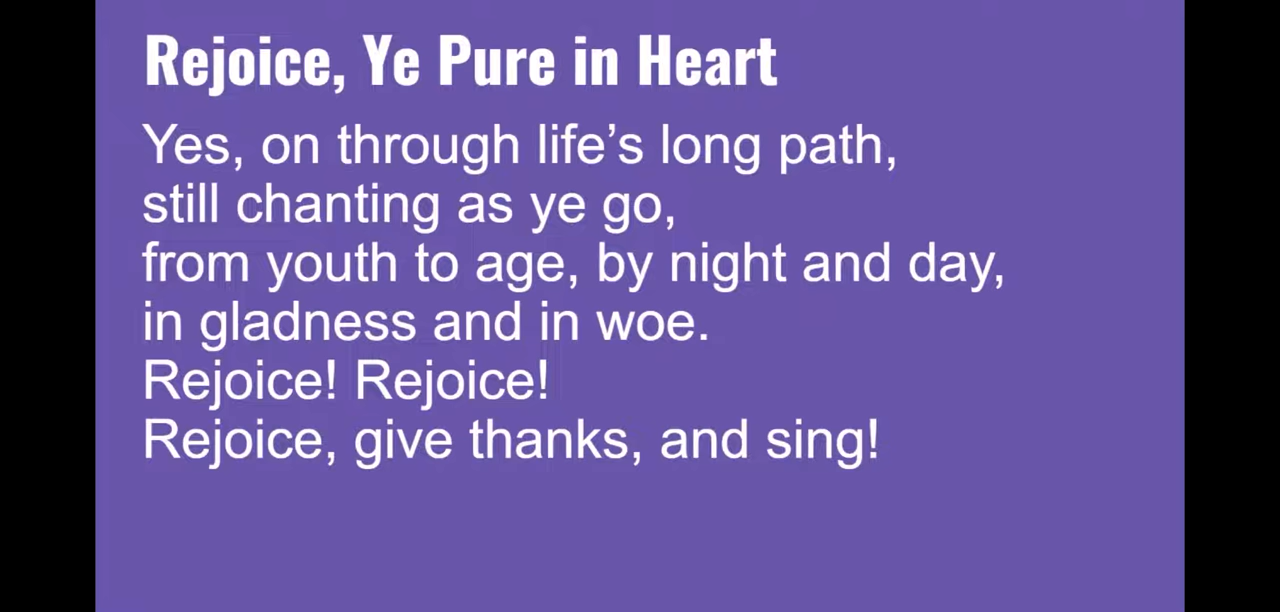 Rejoice, Ye Pure in Heart
Yes, on through life’s long path,
still chanting as ye go,
from youth to age, by night and day,
in gladness and in woe.
Rejoice! Rejoice!
Rejoice, give thanks, and sing!